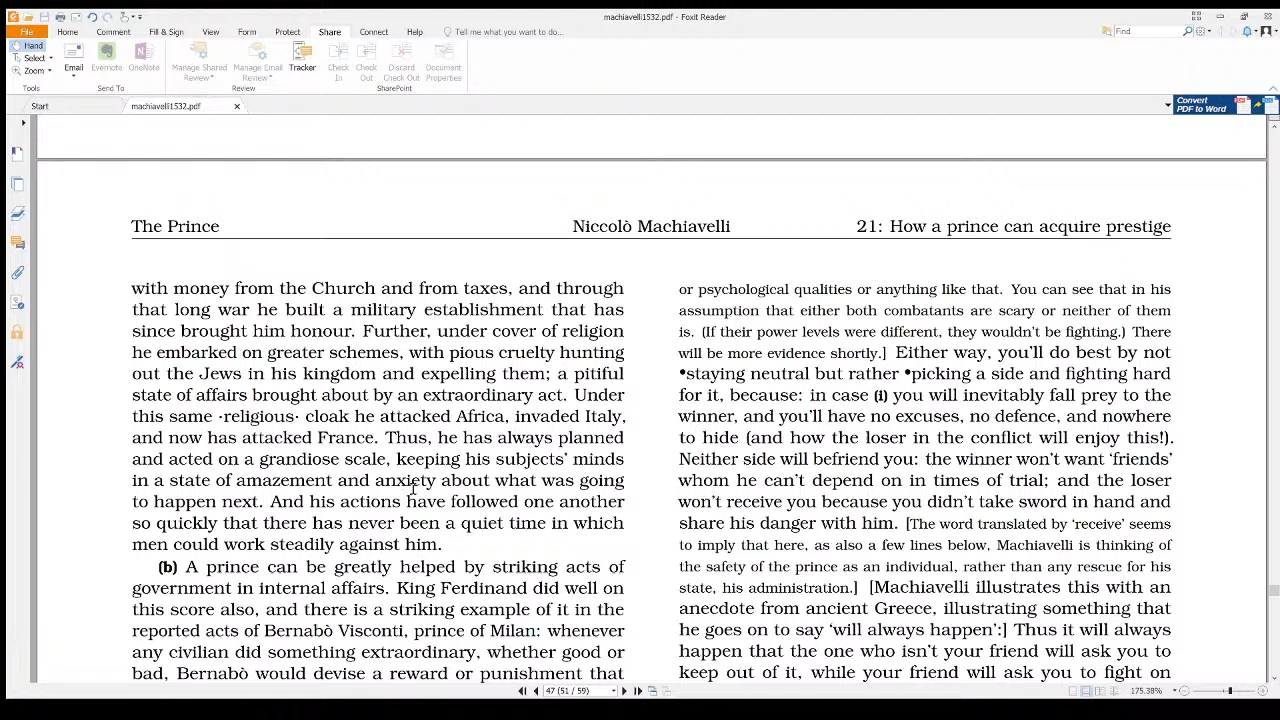 machiavelli1532.pdf - Foxit Reader
File Home Comment Fill & Sign View Form Protect Share Connect Help Tell me what you want to do... Find
Hand
Select
Zoom
Tools
Email
Evernote
OneNote
Send To
Manage Shared
Review
Manage Email
Review
Tracker
Review
Check
In
Check
Out
Discard
Check Out
Document
Properties
SharePoint
Start machiavelli1532.pdf
Convert
PDF to Word
The Prince Niccolò Machiavelli 21: How a prince can acquire prestige
with money from the Church and from taxes, and through
that long war he built a military establishment that has
since brought him honour. Further, under cover of religion
he embarked on greater schemes, with pious cruelty hunting
out the Jews in his kingdom and expelling them; a pitiful
state of affairs brought about by an extraordinary act. Under
this same ·religious· cloak he attacked Africa, invaded Italy,
and now has attacked France. Thus, he has always planned
and acted on a grandiose scale, keeping his subjects’ minds
in a state of amazement and anxiety about what was going
to happen next. And his actions have followed one another
so quickly that there has never been a quiet time in which
men could work steadily against him.
(b) A prince can be greatly helped by striking acts of
government in internal affairs. King Ferdinand did well on
this score also, and there is a striking example of it in the
reported acts of Bernabò Visconti, prince of Milan: whenever
any civilian did something extraordinary, whether good or
bad, Bernabò would devise a reward or punishment that
or psychological qualities or anything like that. You can see that in his
assumption that either both combatants are scary or neither of them
is. (If their power levels were different, they wouldn’t be fighting.) There
will be more evidence shortly.] Either way, you’ll do best by not
•staying neutral but rather •picking a side and fighting hard
for it, because: in case (i) you will inevitably fall prey to the
winner, and you’ll have no excuses, no defence, and nowhere
to hide (and how the loser in the conflict will enjoy this!).
Neither side will befriend you: the winner won’t want ‘friends’
whom he can’t depend on in times of trial; and the loser
won’t receive you because you didn’t take sword in hand and
share his danger with him. [The word translated by ‘receive’ seems
to imply that here, as also a few lines below, Machiavelli is thinking of
the safety of the prince as an individual, rather than any rescue for his
state, his administration.] [Machiavelli illustrates this with an
anecdote from ancient Greece, illustrating something that
he goes on to say ‘will always happen’:] Thus it will always
happen that the one who isn’t your friend will ask you to
keep out of it, while your friend will ask you to fight on
47 (51 / 59) 175.38%